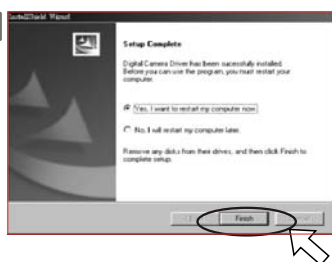 InstallShield Wizard
Setup Complete
Digital Camera Driver has been sucessfully installed.
Before you can use the program, you must restart your
computer.
Yes, I want to restart my computer now.
No, I will restart my computer later.
Remove any disks from their drives, and then click Finish to
complete setup.
Finish